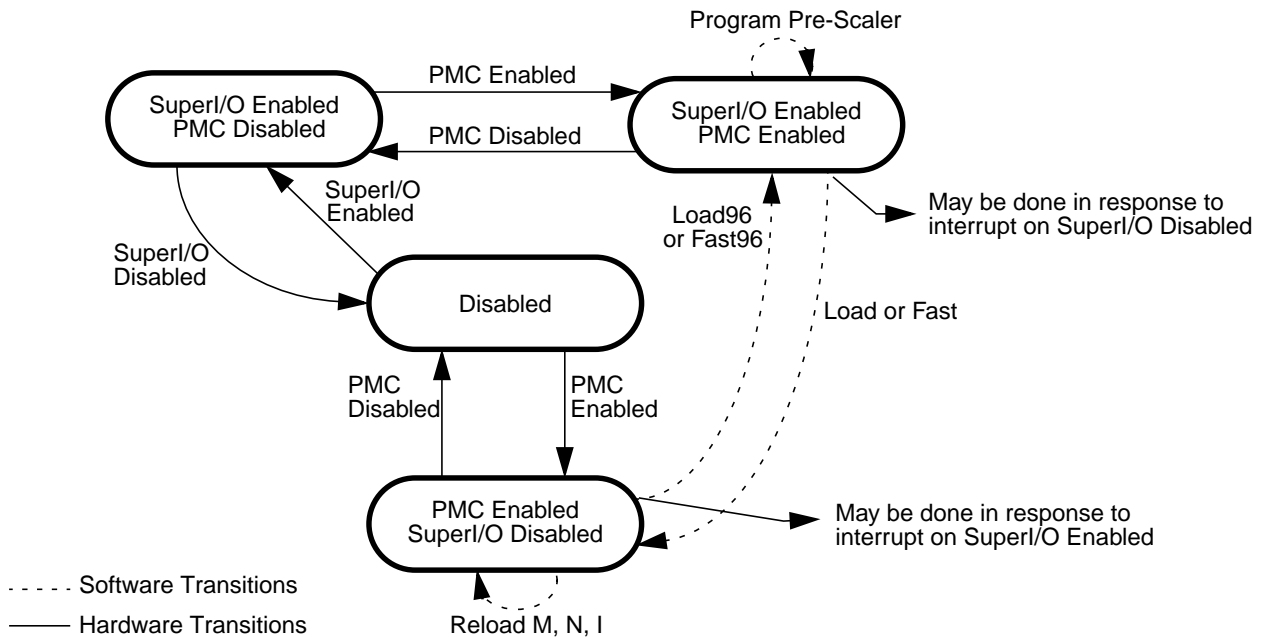 Program Pre-Scaler
PMC Enabled
SuperI/O Enabled
PMC Disabled
SuperI/O Enabled
PMC Enabled
PMC Disabled
SuperI/O
Enabled
Load96
or Fast96
May be done in response to
interrupt on SuperI/O Disabled
SuperI/O
Disabled
Disabled
Load or Fast
PMC
Disabled
PMC
Enabled
PMC Enabled
SuperI/O Disabled
May be done in response to
interrupt on SuperI/O Enabled
Software Transitions
Hardware Transitions
Reload M, N, I